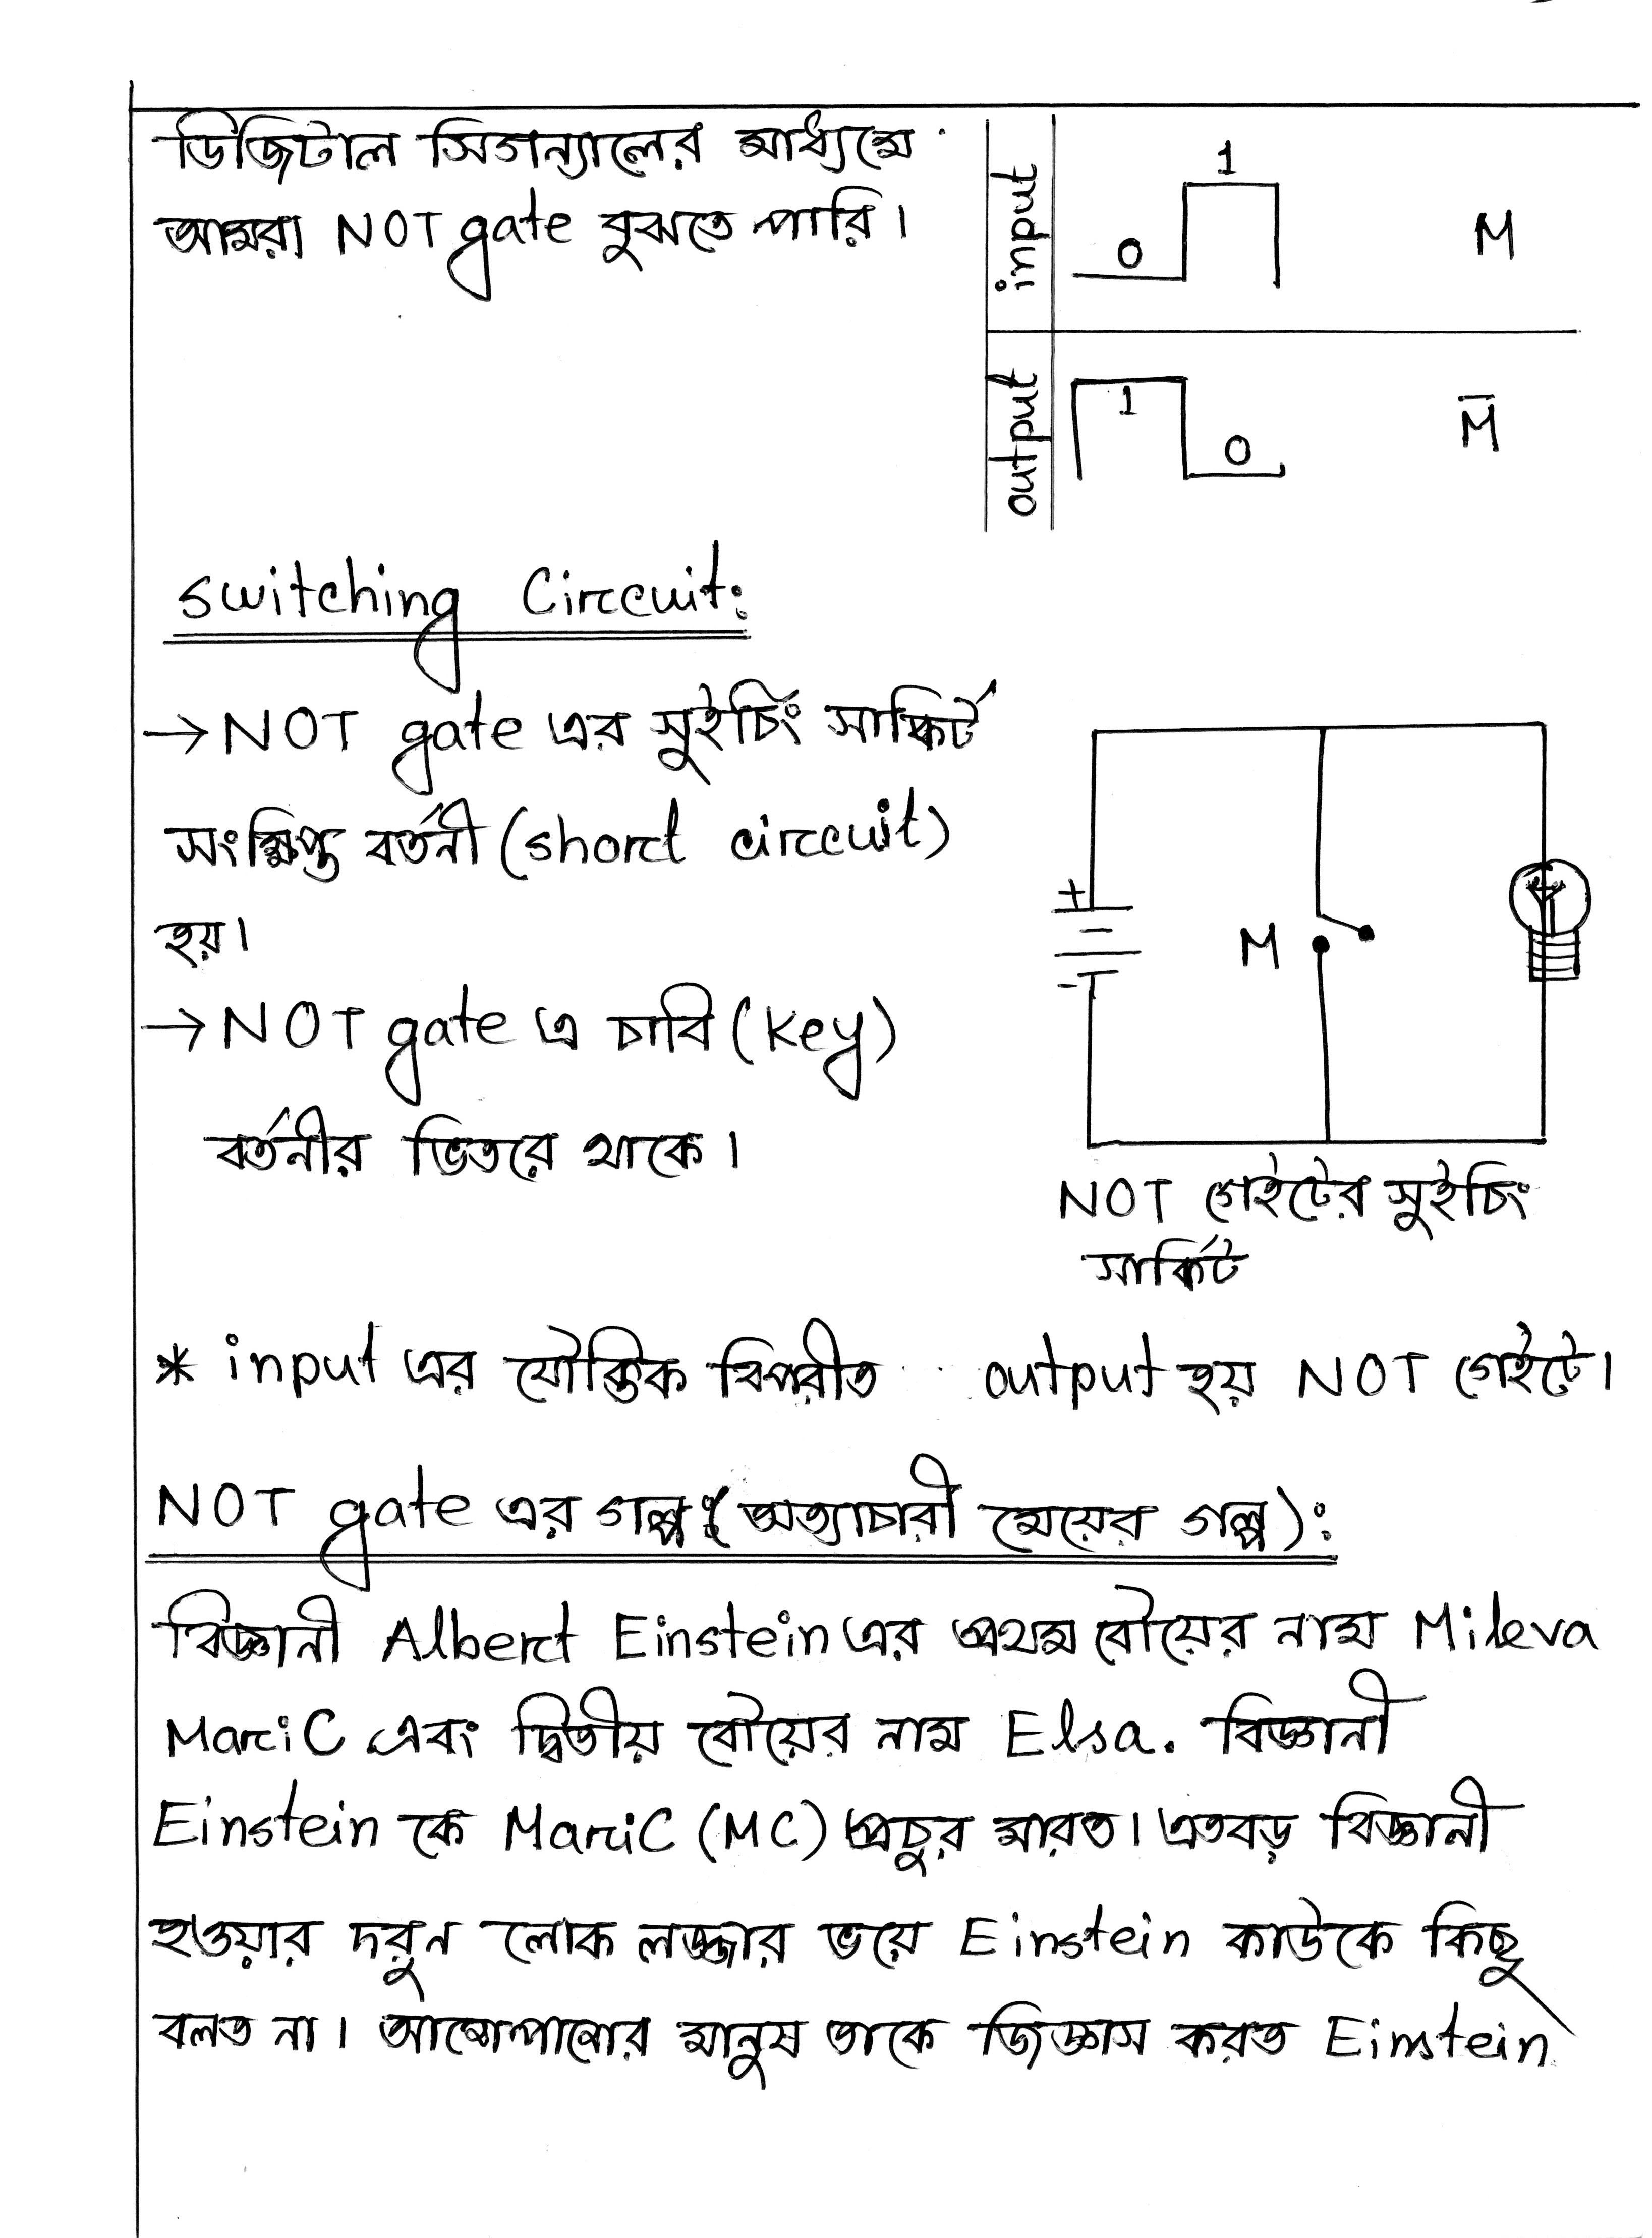 ডিজিটাল সিগন্যালের মাধ্যমে
আমরা NOT gate বুঝতে পারি।
input
0
1
M
output
1
0
M̅
Switching Circuit:
→ NOT gate এর সুইচিং সার্কিট
সংক্ষিপ্ত বর্তনী (short circuit)
হয়।
→ NOT gate এ চাবি (key)
বর্তনীর ভিতরে থাকে।
+
M
-
NOT গেইটের সুইচিং
সার্কিট
* input এর যৌক্তিক বিপরীত output হয় NOT গেইটে।
NOT gate এর গল্প: (অত্যাচারী মেয়ের গল্প):
বিজ্ঞানী Albert Einstein এর প্রথম বৌয়ের নাম Mileva
MariC এবং দ্বিতীয় বৌয়ের নাম Elsa. বিজ্ঞানী
Einstein কে MariC (MC) প্রচুর মারত। এতবড় বিজ্ঞানী
হওয়ার দরুন লোক লজ্জার ভয়ে Einstein কাউকে কিছু
বলত না। আশেপাশের মানুষ তাকে জিজ্ঞাস করত Einstein